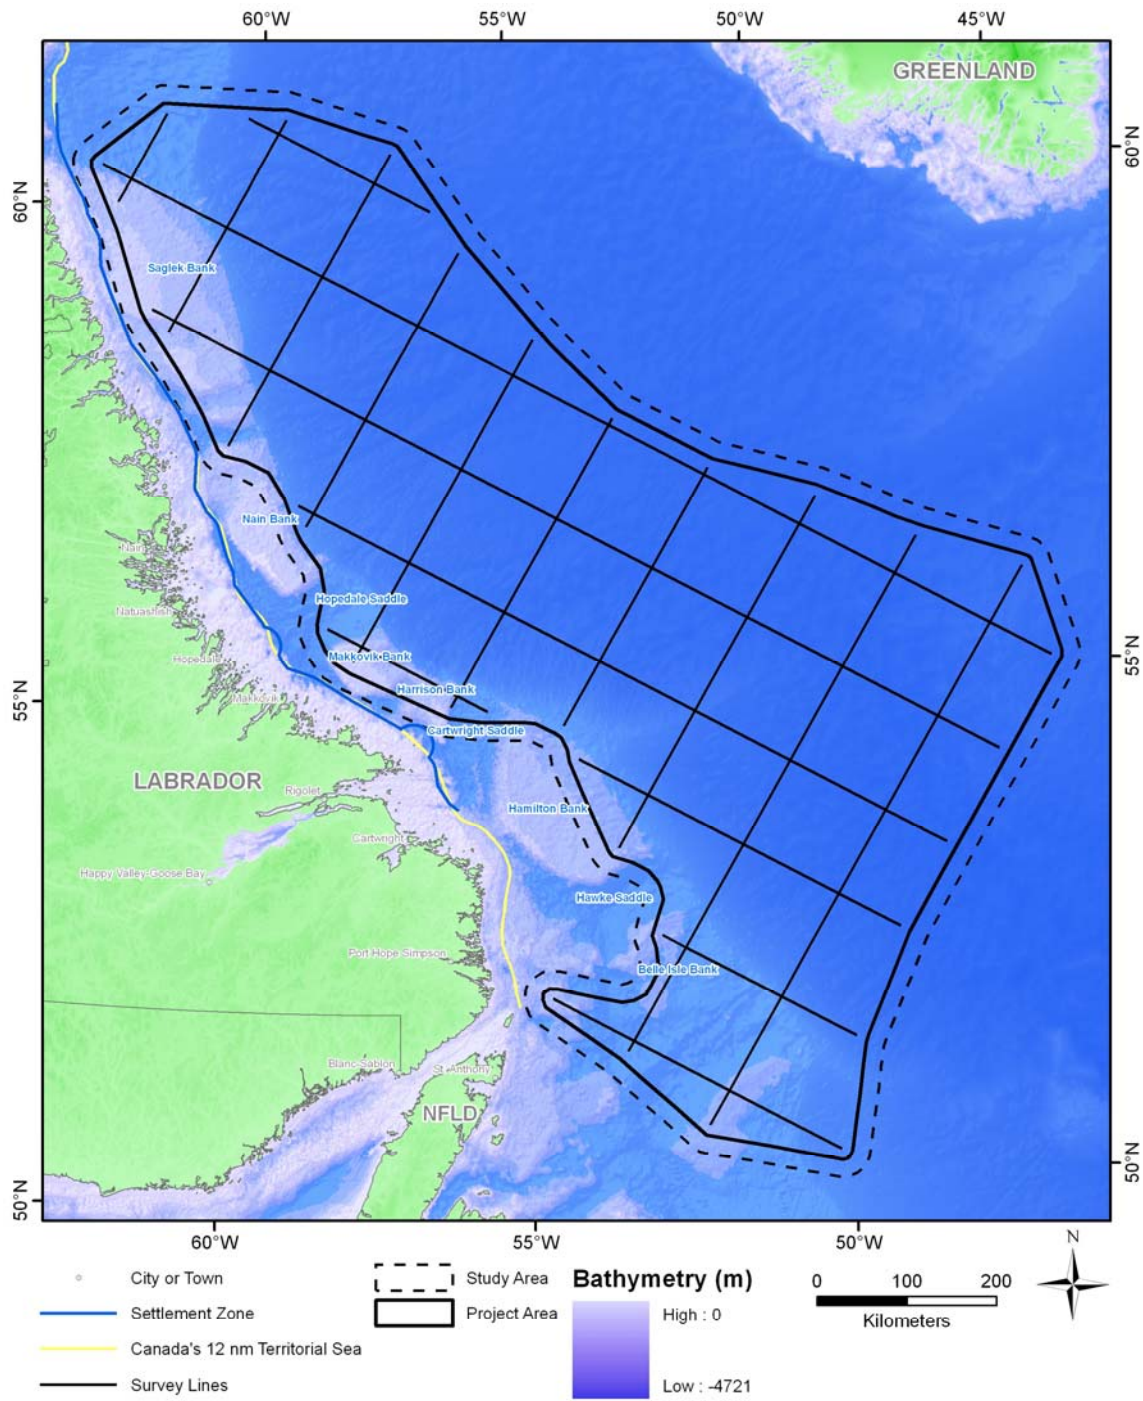 60°W 55°W 50°W 45°W
GREENLAND
60°N
60°N
Saglek Bank
Nain Bank
Nain
Hopedale Saddle
Natuashish
Makkovik Bank
Hopedale
55°N
Harrison Bank
55°N
Makkovik
Cartwright Saddle
LABRADOR
Rigolet
Hamilton Bank
Cartwright
Happy Valley-Goose Bay
Hawke Saddle
Port Hope Simpson
Belle Isle Bank
Blanc-Sablon
St. Anthony
NFLD
50°N
50°N
60°W 55°W 50°W
N
City or Town
Settlement Zone
Canada's 12 nm Territorial Sea
Survey Lines
Study Area
Project Area
Bathymetry (m)
High : 0
Low : -4721
0 100 200
Kilometers